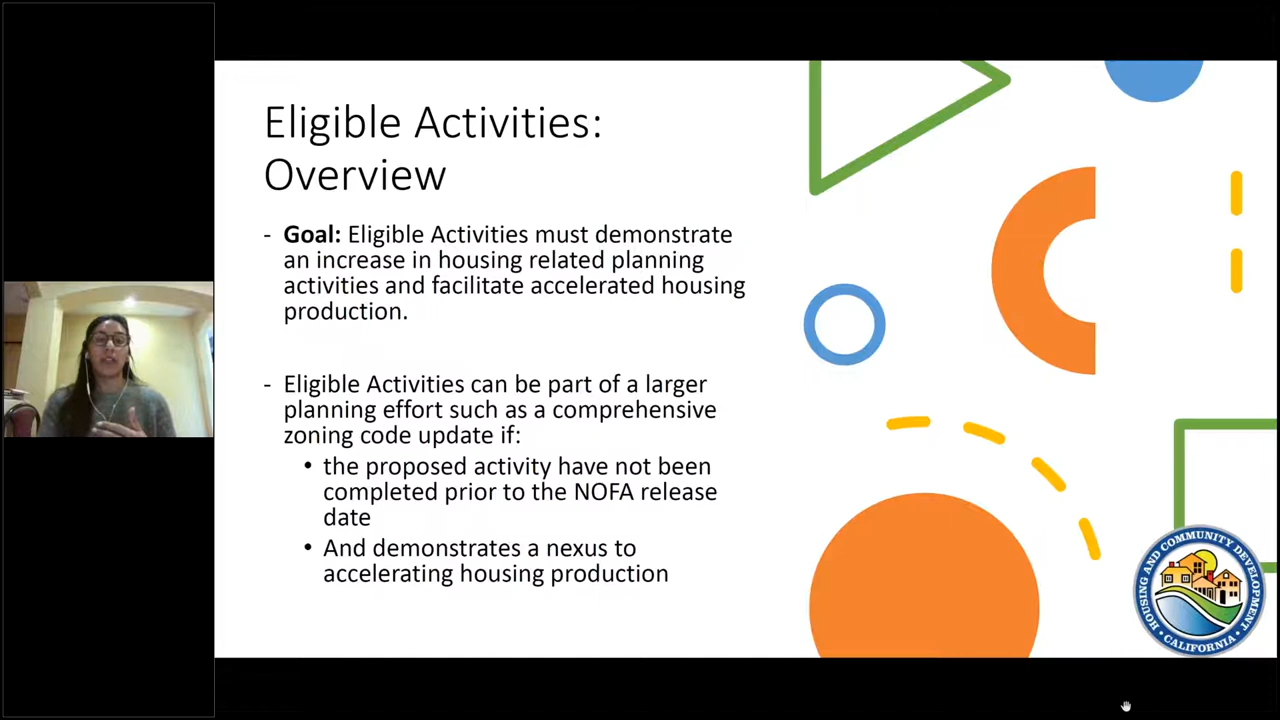 Eligible Activities:
Overview
- Goal: Eligible Activities must demonstrate
an increase in housing related planning
activities and facilitate accelerated housing
production.
- Eligible Activities can be part of a larger
planning effort such as a comprehensive
zoning code update if:
• the proposed activity have not been
completed prior to the NOFA release
date
• And demonstrates a nexus to
accelerating housing production
HOUSING AND COMMUNITY DEVELOPMENT
• CALIFORNIA •